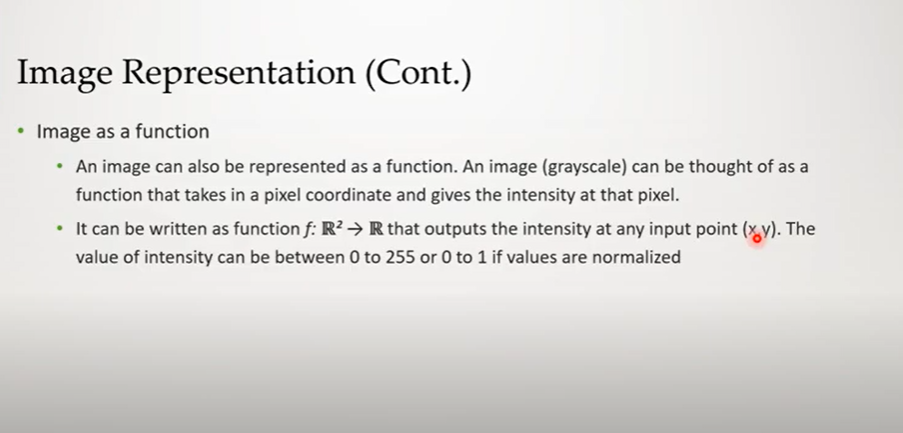 Image Representation (Cont.)
• Image as a function
• An image can also be represented as a function. An image (grayscale) can be thought of as a
function that takes in a pixel coordinate and gives the intensity at that pixel.
• It can be written as function f: ℝ² → ℝ that outputs the intensity at any input point (x,y). The
value of intensity can be between 0 to 255 or 0 to 1 if values are normalized